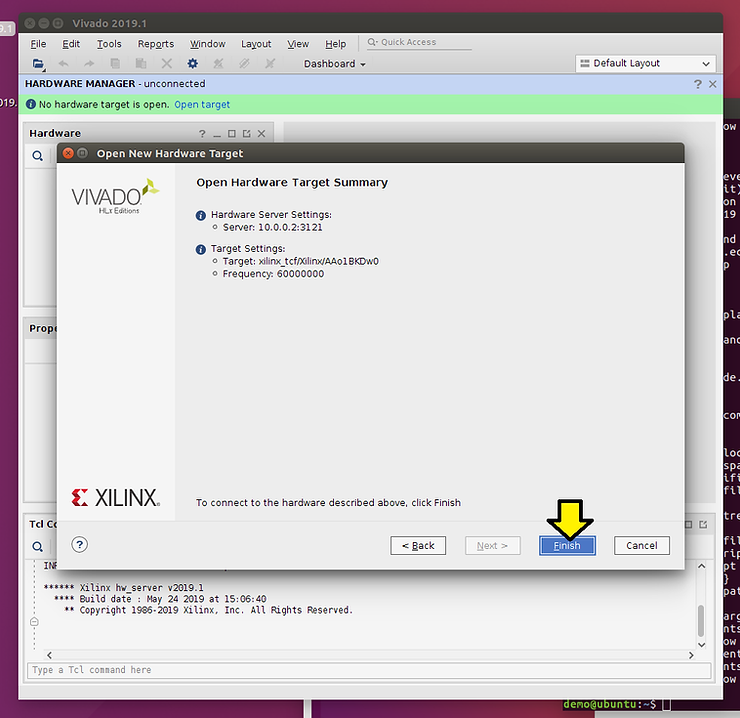 9.1
Vivado 2019.1
File Edit Tools Reports Window Layout View Help Quick Access
Dashboard Default Layout
HARDWARE MANAGER - unconnected ?
2019.
No hardware target is open. Open target
Hardware ?
Open New Hardware Target
VIVADO
HLx Editions
Open Hardware Target Summary
Hardware Server Settings:
Server: 10.0.0.2:3121
Target Settings:
Target: xilinx_tcf/Xilinx/AAo1BKDw0
Frequency: 60000000
Prope
XILINX
To connect to the hardware described above, click Finish
Tcl Co
?
< Back Next > Finish Cancel
****** Xilinx hw_server v2019.1
**** Build date : May 24 2019 at 15:06:40
** Copyright 1986-2019 Xilinx, Inc. All Rights Reserved.
Type a Tcl command here
demo@ubuntu:~$